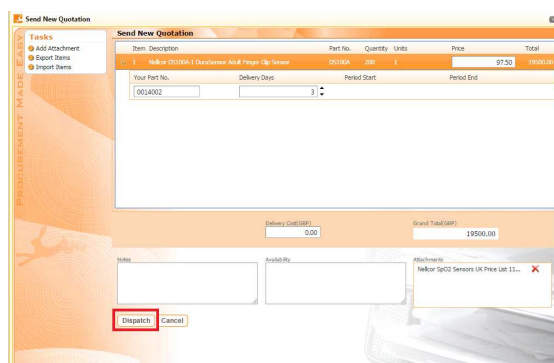 Send New Quotation
Tasks
Add Attachment
Export Items
Import Items
PROCUREMENT MADE EASY
Send New Quotation
Item Description Part No. Quantity Units Price Total
1 Nellcor DS100A-1 DuraSensor Adult Finger Clip Sensor DS100A 200 1 97.50 19500.00
Your Part No. Delivery Days Period Start Period End
0014002 3
Delivery Cost(GBP) Grand Total(GBP)
0.00 19500.00
Notes Availability Attachments
Nellcor SpO2 Sensors UK Price List 11...
Dispatch Cancel